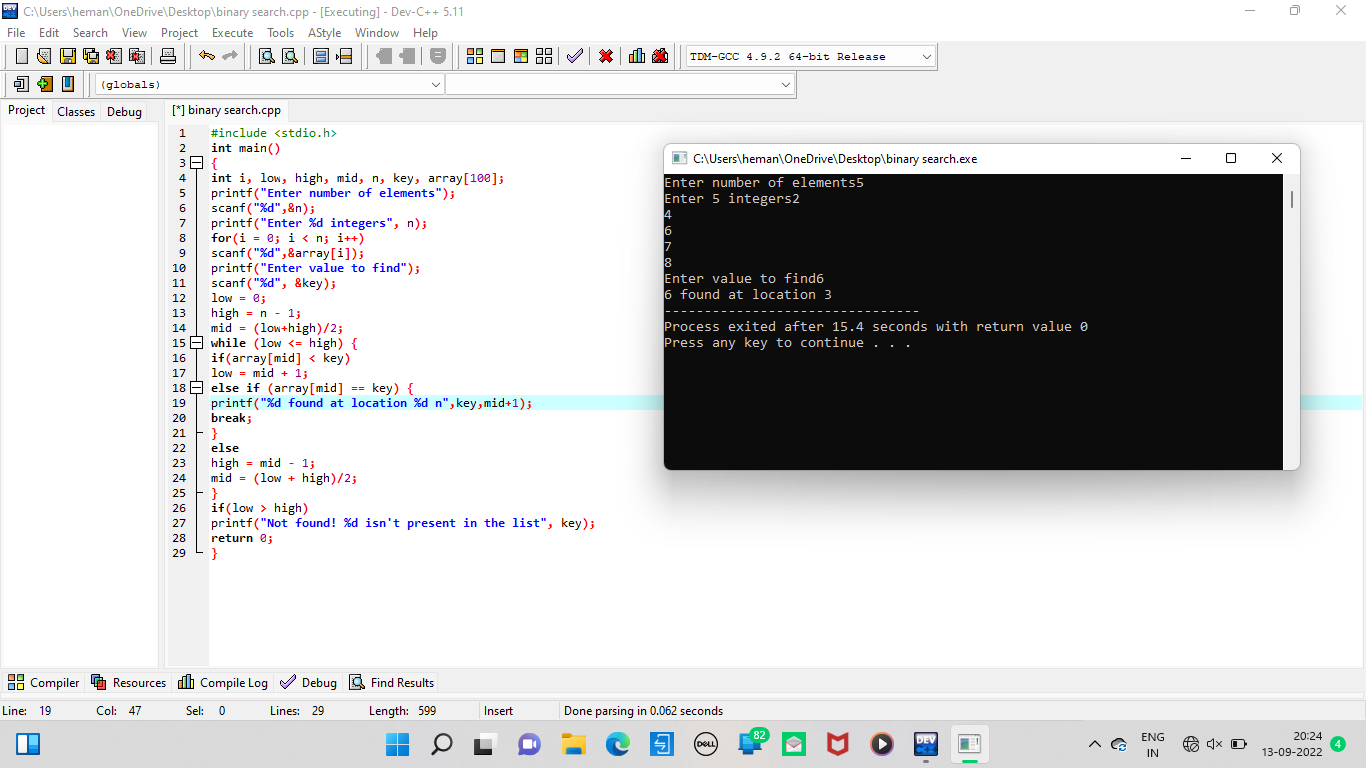 C:\Users\heman\OneDrive\Desktop\binary search.cpp - [Executing] - Dev-C++ 5.11
File Edit Search View Project Execute Tools AStyle Window Help
TDM-GCC 4.9.2 64-bit Release
(globals)
Project Classes Debug
[*] binary search.cpp
1 #include <stdio.h>
2 int main()
3 {
4 int i, low, high, mid, n, key, array[100];
5 printf("Enter number of elements");
6 scanf("%d",&n);
7 printf("Enter %d integers", n);
8 for(i = 0; i < n; i++)
9 scanf("%d",&array[i]);
10 printf("Enter value to find");
11 scanf("%d", &key);
12 low = 0;
13 high = n - 1;
14 mid = (low+high)/2;
15 while (low <= high) {
16 if(array[mid] < key)
17 low = mid + 1;
18 else if (array[mid] == key) {
19 printf("%d found at location %d n",key,mid+1);
20 break;
21 }
22 else
23 high = mid - 1;
24 mid = (low + high)/2;
25 }
26 if(low > high)
27 printf("Not found! %d isn't present in the list", key);
28 return 0;
29 }
C:\Users\heman\OneDrive\Desktop\binary search.exe
Enter number of elements5
Enter 5 integers2
4
6
7
8
Enter value to find6
6 found at location 3
--------------------------------
Process exited after 15.4 seconds with return value 0
Press any key to continue . . .
Compiler Resources Compile Log Debug Find Results
Line: 19 Col: 47 Sel: 0 Lines: 29 Length: 599 Insert Done parsing in 0.062 seconds
DELL
82
DEV
ENG
IN
20:24
13-09-2022
4